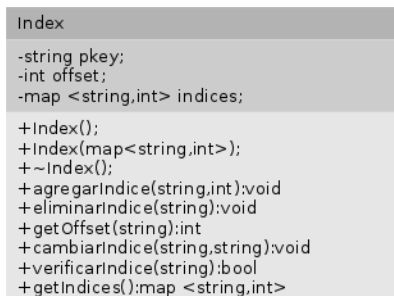 Index
-string pkey;
-int offset;
-map <string,int> indices;
+Index();
+Index(map<string,int>);
+~Index();
+agregarIndice(string,int):void
+eliminarIndice(string):void
+getOffset(string):int
+cambiarIndice(string,string):void
+verificarIndice(string):bool
+getIndices():map <string,int>